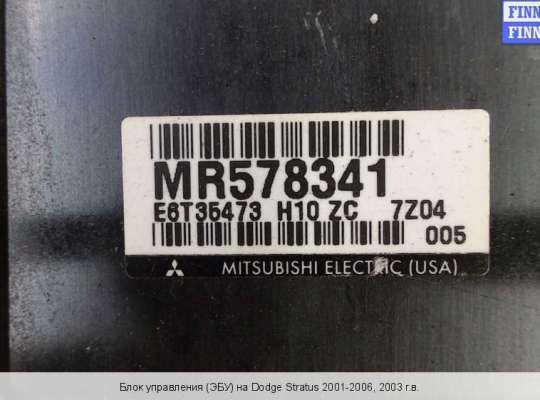 FINN
FINN
MR578341
E6T35473 H10 ZC 7Z04
005
MITSUBISHI ELECTRIC (USA)
Блок управления (ЭБУ) на Dodge Stratus 2001-2006, 2003 г.в.